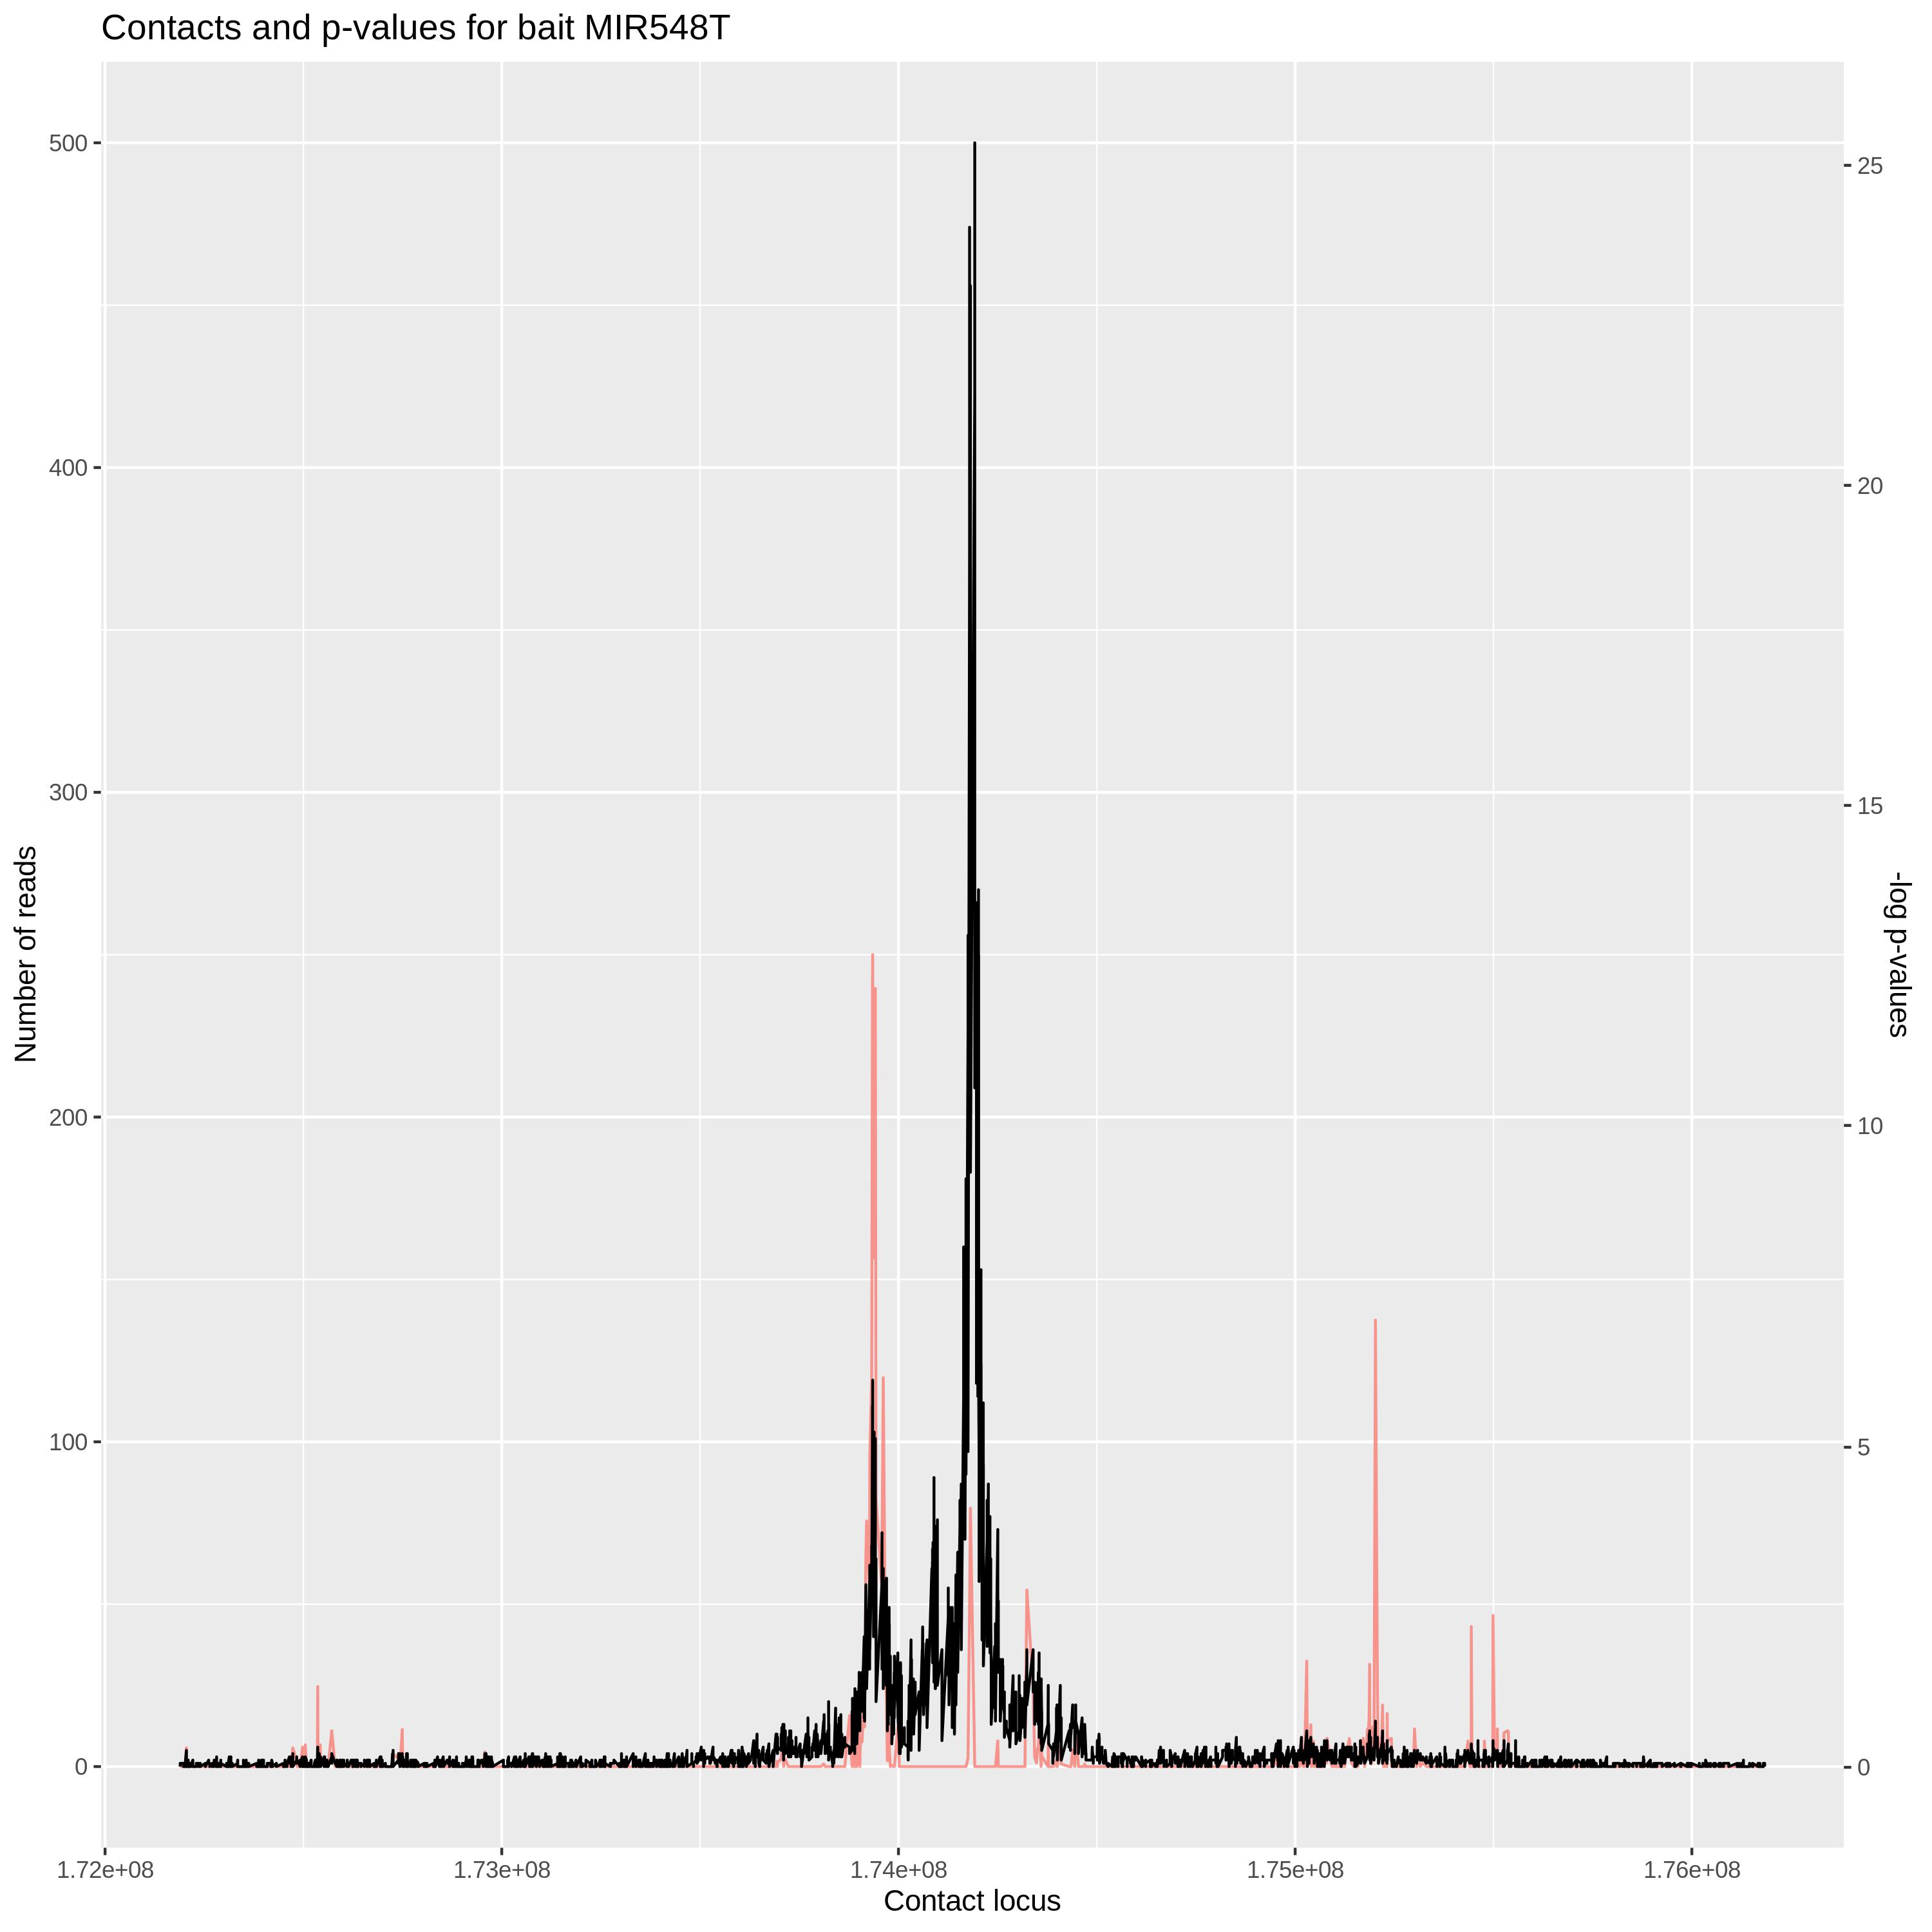 Contacts and p-values for bait MIR548T
500
400
300
200
100
0
Number of reads
25
20
15
10
5
0
-log p-values
1.72e+08
1.73e+08
1.74e+08
1.75e+08
1.76e+08
Contact locus